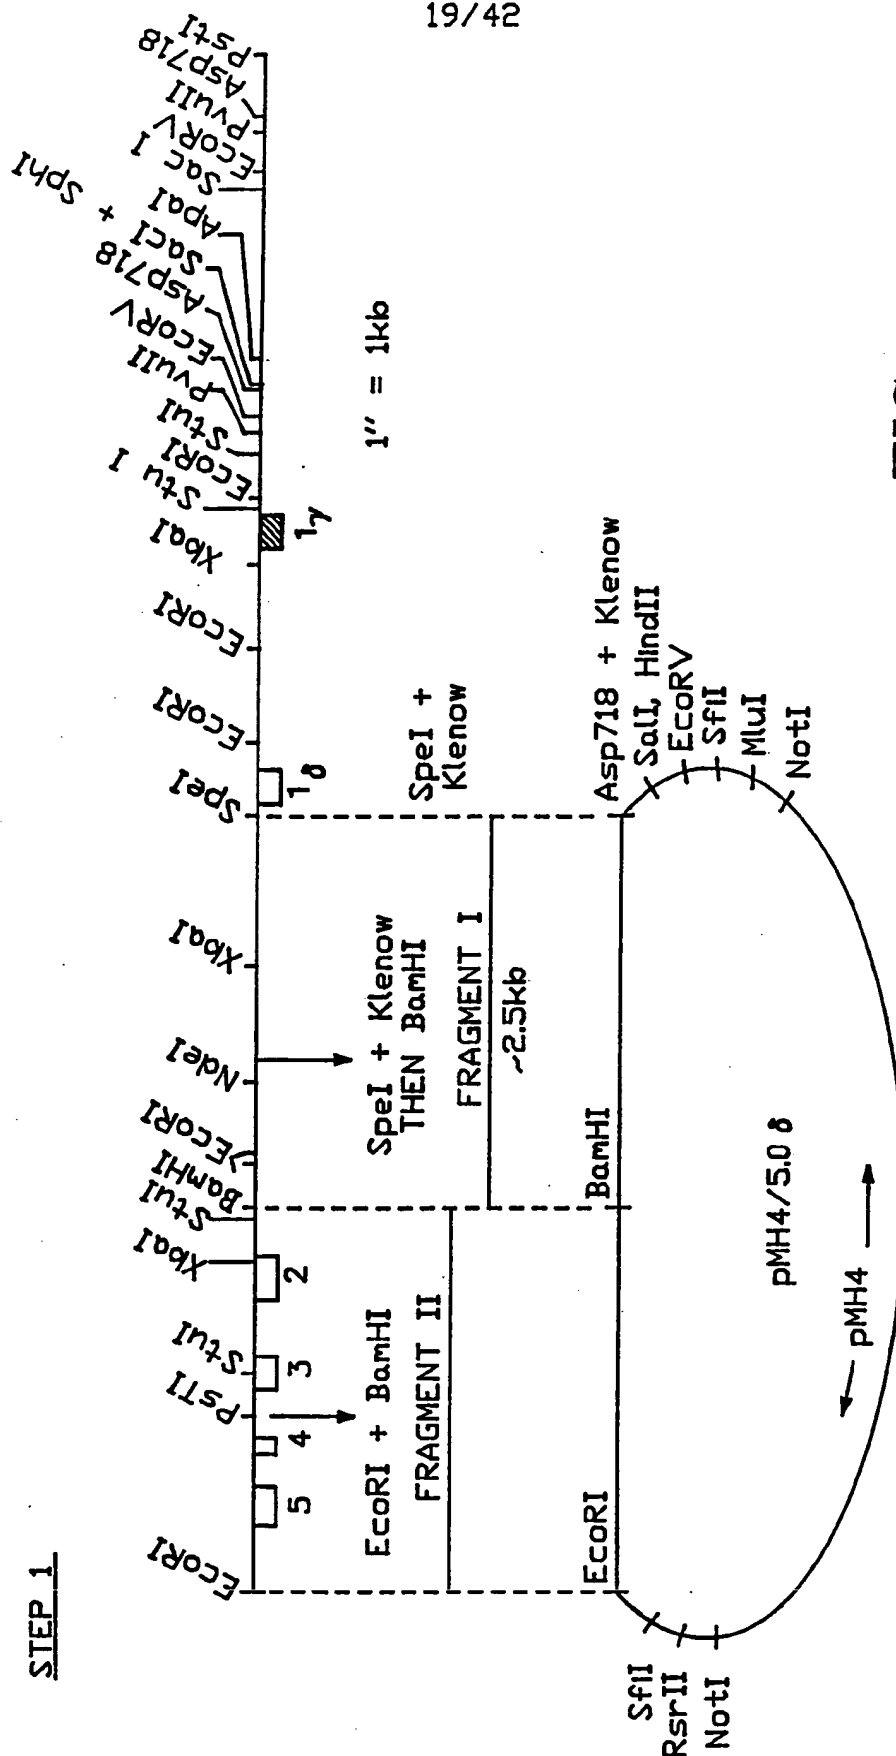 19/42
STEP 1
EcoRI
PsTI
StuI
XbaI
StuI
BamHI
EcoRI
NdeI
XbaI
SpeI
EcoRI
EcoRI
XbaI
Stu I
EcoRI
StuI
PvuII
EcoRV
Asp718
SacI + SphI
ApaI
Sac I
EcoRV
PvuII
Asp718
PstI
5
4
3
2
1δ
1γ
1″ = 1kb
EcoRI + BamHI
FRAGMENT II
SpeI + Klenow
THEN BamHI
FRAGMENT I
~2.5kb
SpeI +
Klenow
EcoRI
BamHI
Asp718 + Klenow
SalI, HindII
EcoRV
SfiI
MluI
NotI
SfiI
RsrII
NotI
pMH4/5.0 δ
pMH4